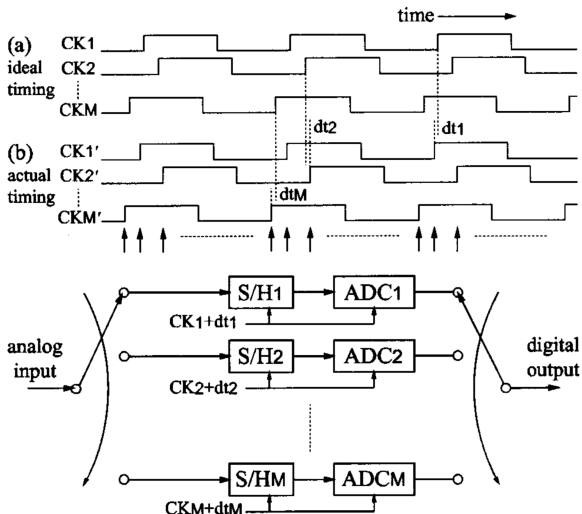 time
(a) CK1
ideal CK2
timing
CKM
dt2 dt1
(b) CK1′
actual CK2′
timing dtM
CKM′
S/H1 ADC1
CK1+dt1
analog
input
S/H2 ADC2
CK2+dt2
digital
output
S/HM ADCM
CKM+dtM